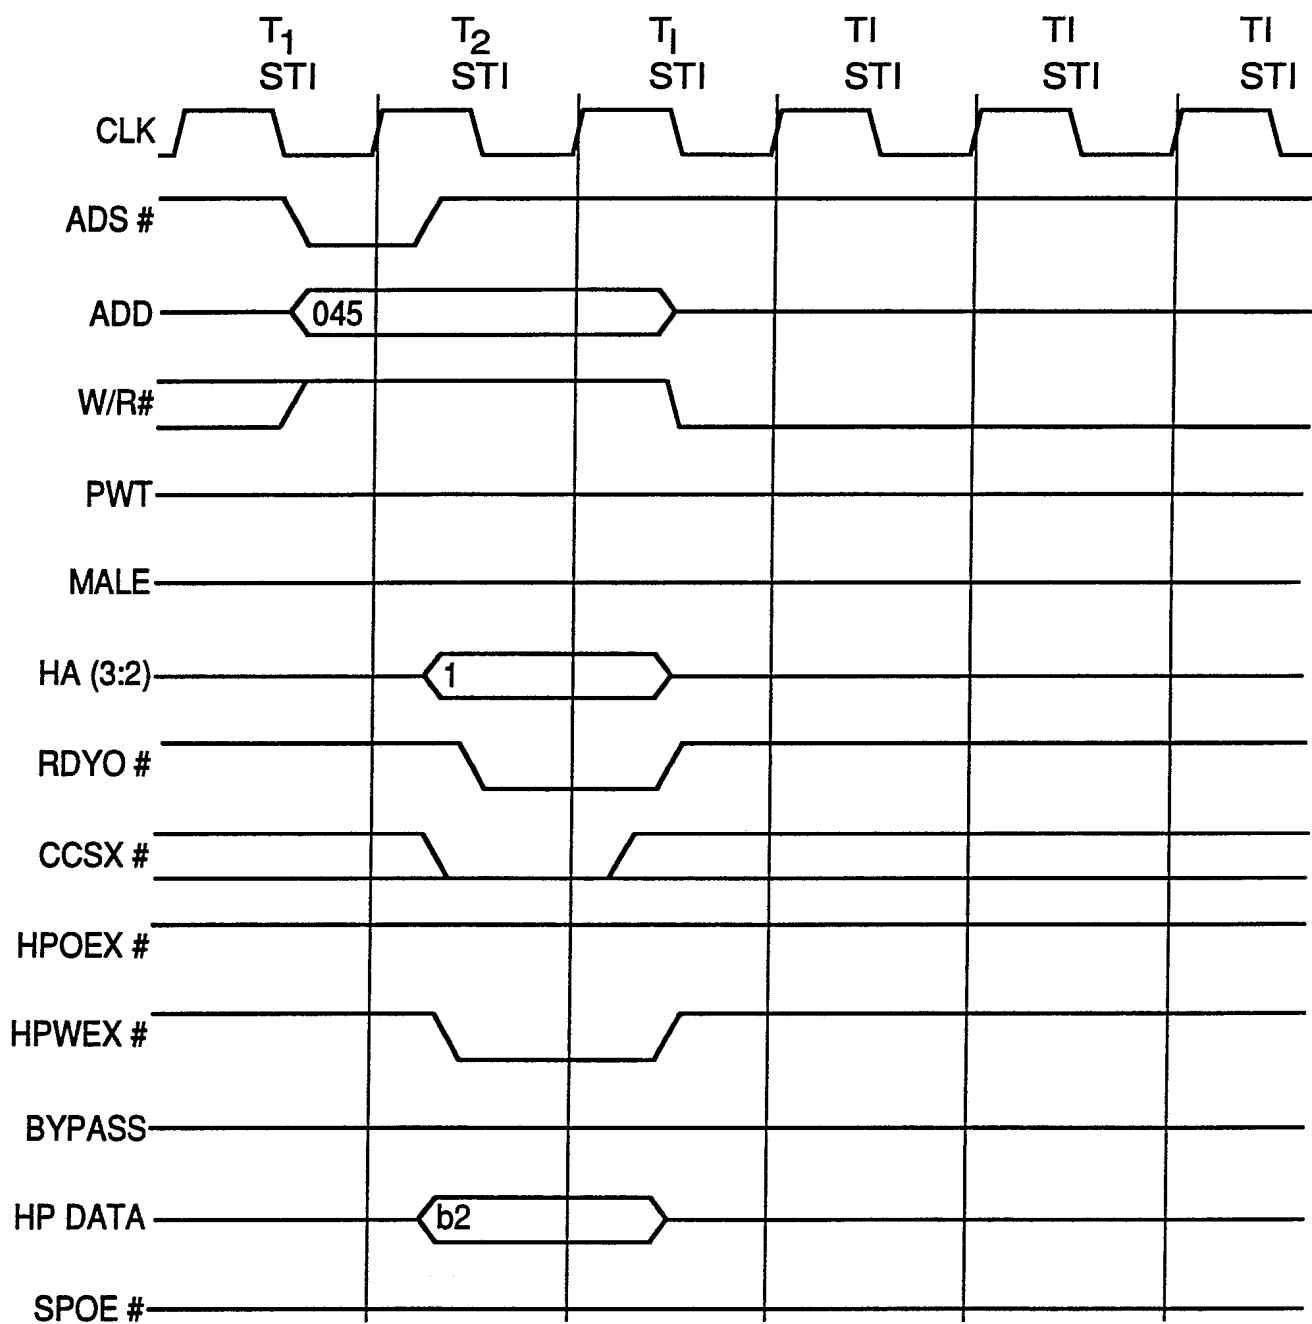 T1 T2 TI TI TI TI
STI STI STI STI STI STI
CLK
ADS #
ADD 045
W/R#
PWT
MALE
HA (3:2) 1
RDYO #
CCSX #
HPOEX #
HPWEX #
BYPASS
HP DATA b2
SPOE #